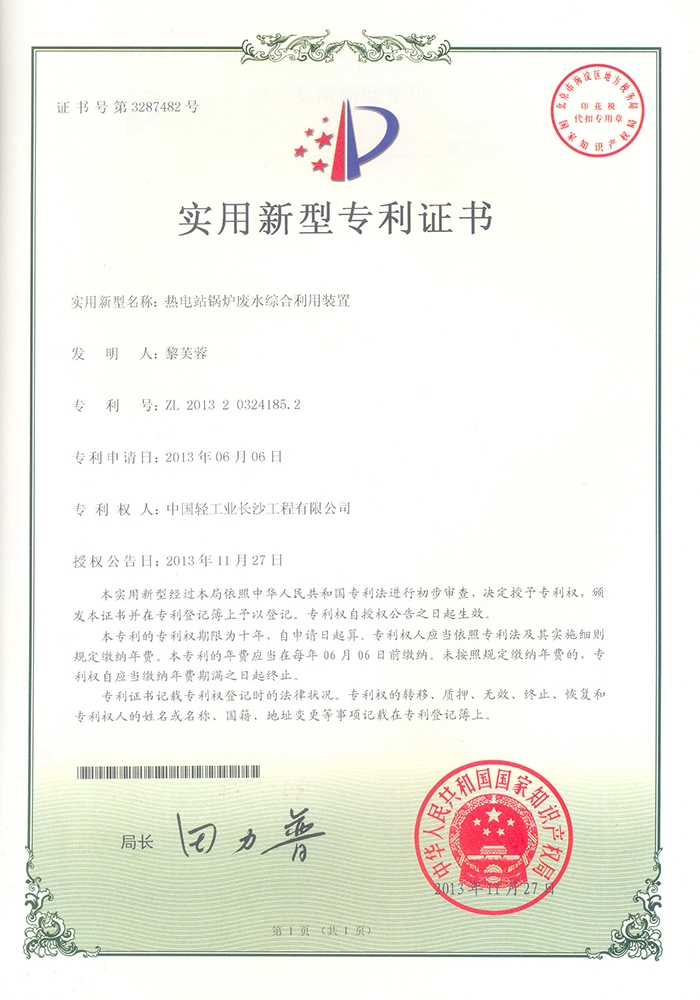 证书号第3287482号
北京市海淀区地方税务局
印花税
代扣专用章
国家知识产权局
实用新型专利证书
实用新型名称：热电站锅炉废水综合利用装置
发明人：黎芙蓉
专利号：ZL 2013 2 0324185.2
专利申请日：2013年06月06日
专利权人：中国轻工业长沙工程有限公司
授权公告日：2013年11月27日
本实用新型经过本局依照中华人民共和国专利法进行初步审查，决定授予专利权，颁
发本证书并在专利登记簿上予以登记。专利权自授权公告之日起生效。
本专利的专利权期限为十年，自申请日起算。专利权人应当依照专利法及其实施细则
规定缴纳年费。本专利的年费应当在每年06月06日前缴纳。未按照规定缴纳年费的，专
利权自应当缴纳年费期满之日起终止。
专利证书记载专利权登记时的法律状况。专利权的转移、质押、无效、终止、恢复和
专利权人的姓名或名称、国籍、地址变更等事项记载在专利登记簿上。
局长 田力普
中华人民共和国国家知识产权局
2013年11月27日
第1页（共1页）